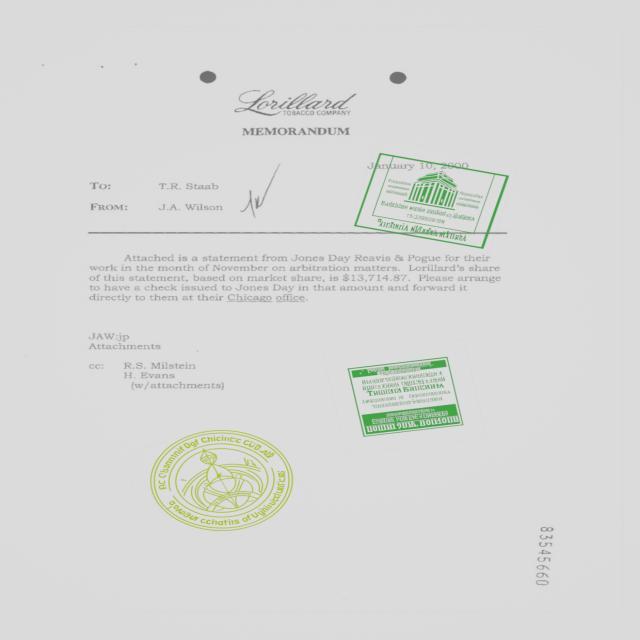 Lorillard
TOBACCO COMPANY
MEMORANDUM
January 10, 2000
TO: T.R. Staab
FROM: J.A. Wilson
Attached is a statement from Jones Day Reavis & Pogue for their
work in the month of November on arbitration matters. Lorillard's share
of this statement, based on market share, is $13,714.87. Please arrange
to have a check issued to Jones Day in that amount and forward it
directly to them at their Chicago office.
JAW:jp
Attachments
cc: R.S. Milstein
H. Evans
(w/attachments)
83545660